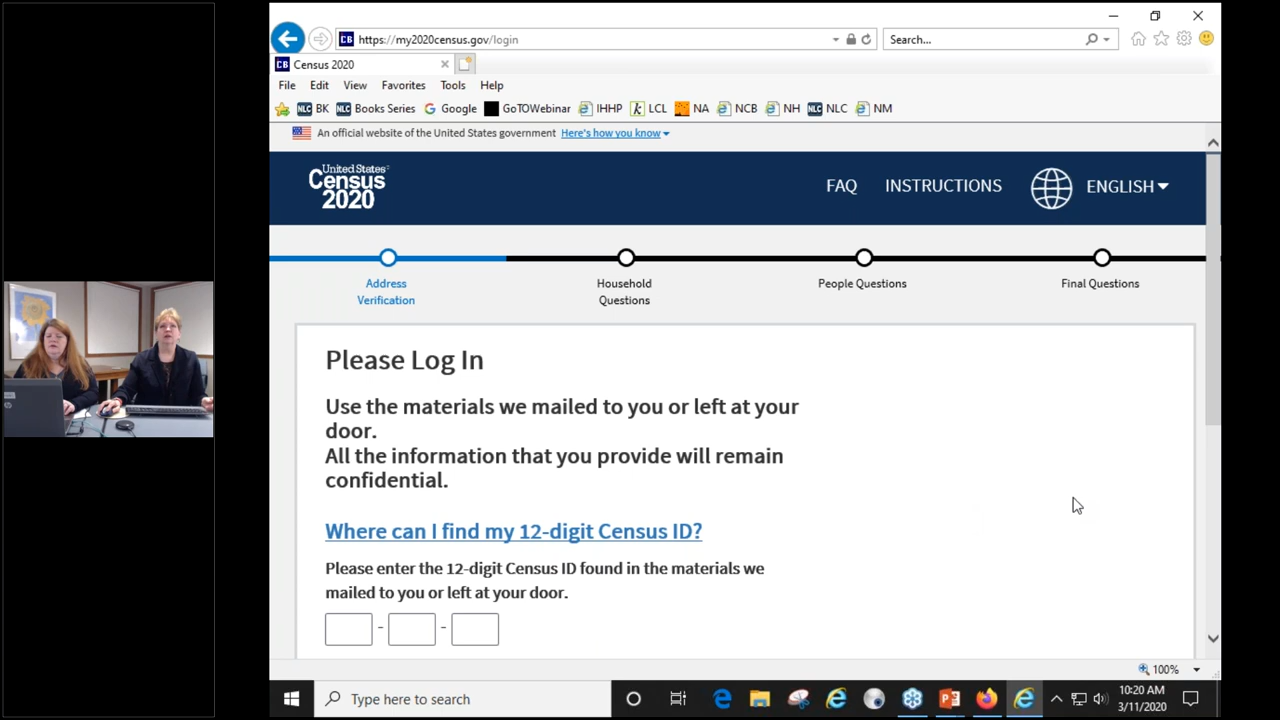 https://my2020census.gov/login
Search...
Census 2020
File Edit View Favorites Tools Help
NLC BK NLC Books Series Google GoTOWebinar IHHP LCL NA NCB NH NLC NLC NM
An official website of the United States government Here's how you know
United States
Census
2020
FAQ INSTRUCTIONS ENGLISH
Address
Verification
Household
Questions
People Questions
Final Questions
Please Log In
Use the materials we mailed to you or left at your
door.
All the information that you provide will remain
confidential.
Where can I find my 12-digit Census ID?
Please enter the 12-digit Census ID found in the materials we
mailed to you or left at your door.
- -
100%
Type here to search
10:20 AM
3/11/2020